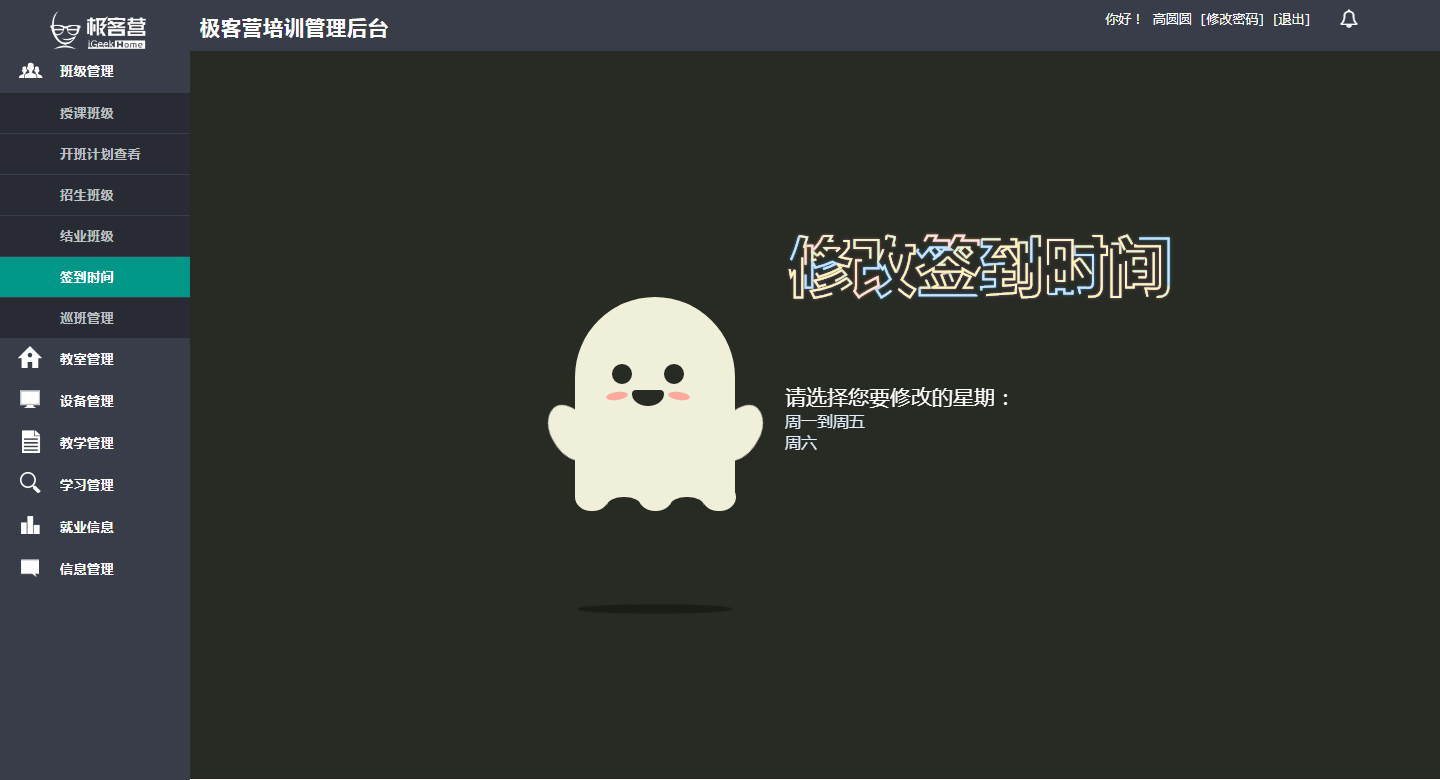 极客营
iGeekHome
极客营培训管理后台
你好！ 高圆圆 [修改密码] [退出]
班级管理
授课班级
开班计划查看
招生班级
结业班级
签到时间
巡班管理
教室管理
设备管理
教学管理
学习管理
就业信息
信息管理
修改签到时间
请选择您要修改的星期：
周一到周五
周六